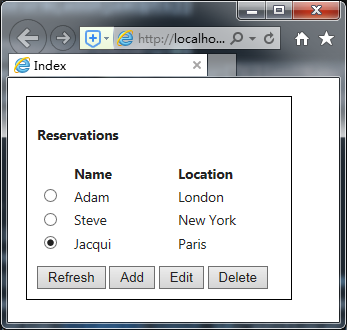 http://localho...
Index
Reservations
Name Location
Adam London
Steve New York
Jacqui Paris
Refresh Add Edit Delete